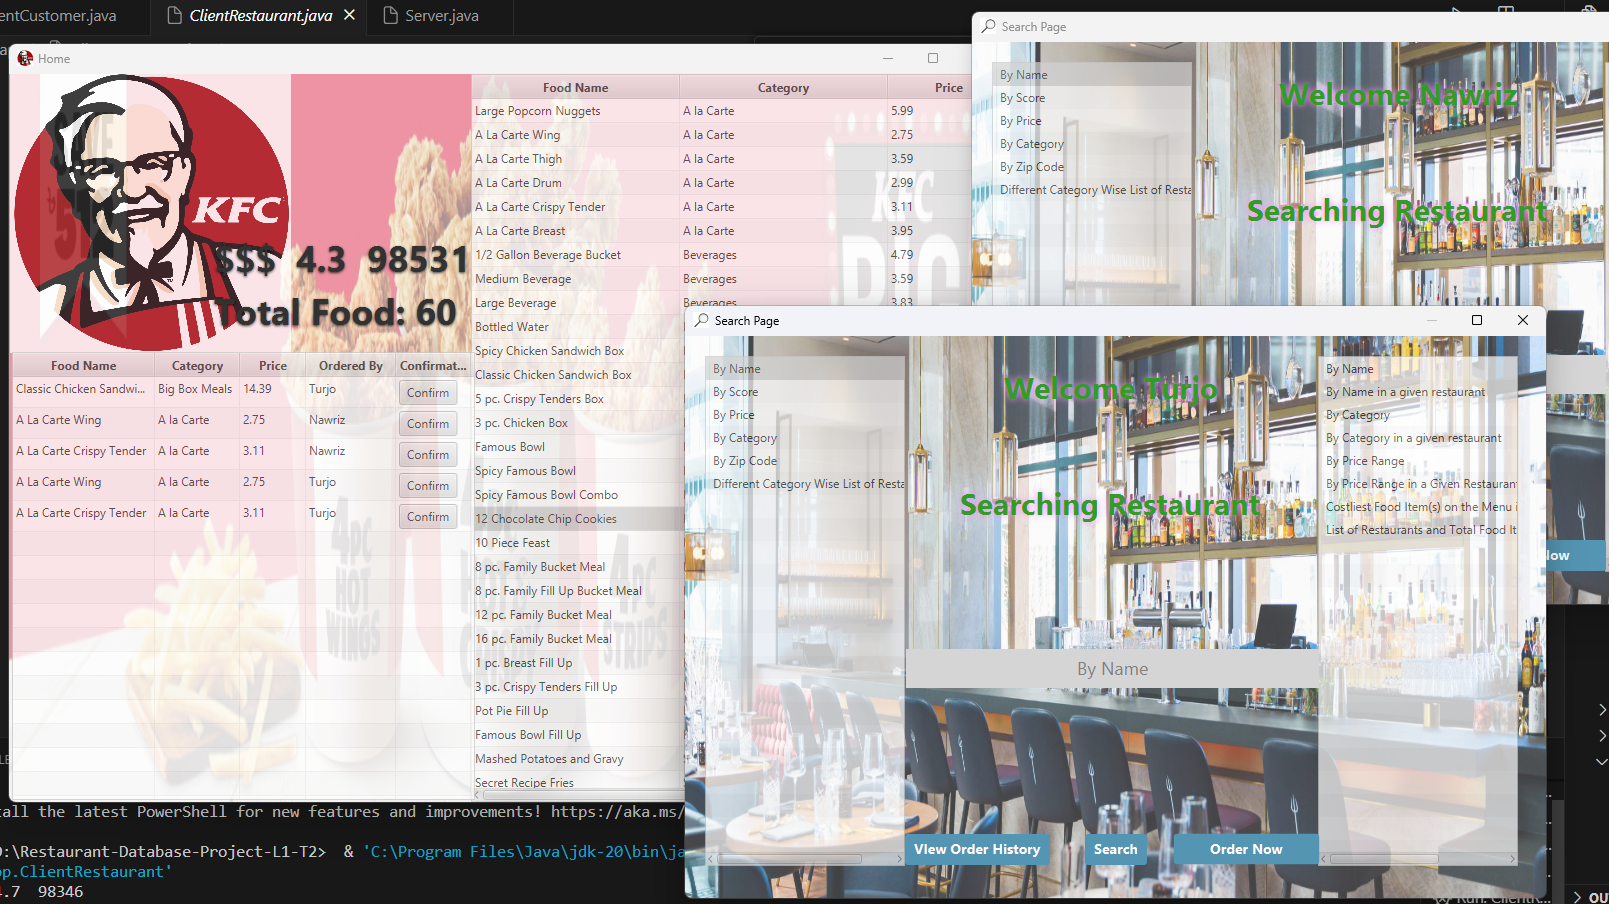 entCustomer.java
ClientRestaurant.java
Server.java
Home
KFC
$$$ 4.3 98531
Total Food: 60
Food Name Category Price Ordered By Confirmat...
Classic Chicken Sandwi... Big Box Meals 14.39 Turjo Confirm
A La Carte Wing A la Carte 2.75 Nawriz Confirm
A La Carte Crispy Tender A la Carte 3.11 Nawriz Confirm
A La Carte Wing A la Carte 2.75 Turjo Confirm
A La Carte Crispy Tender A la Carte 3.11 Turjo Confirm
4PC
HOT
WINGS
Food Name Category Price
Large Popcorn Nuggets A la Carte 5.99
A La Carte Wing A la Carte 2.75
A La Carte Thigh A la Carte 3.59
A La Carte Drum A la Carte 2.99
A La Carte Crispy Tender A la Carte 3.11
A La Carte Breast A la Carte 3.95
1/2 Gallon Beverage Bucket Beverages 4.79
Medium Beverage Beverages 3.59
Large Beverage Beverages 3.83
Bottled Water
Spicy Chicken Sandwich Box
Classic Chicken Sandwich Box
5 pc. Crispy Tenders Box
3 pc. Chicken Box
Famous Bowl
Spicy Famous Bowl
Spicy Famous Bowl Combo
12 Chocolate Chip Cookies
10 Piece Feast
8 pc. Family Bucket Meal
8 pc. Family Fill Up Bucket Meal
12 pc. Family Bucket Meal
16 pc. Family Bucket Meal
1 pc. Breast Fill Up
3 pc. Crispy Tenders Fill Up
Pot Pie Fill Up
Famous Bowl Fill Up
Mashed Potatoes and Gravy
Secret Recipe Fries
KFC
BIG
4PC
STRIPS
Search Page
By Name
By Score
By Price
By Category
By Zip Code
Different Category Wise List of Resta
Welcome Nawriz
Searching Restaurant
Now
Search Page
By Name
By Score
By Price
By Category
By Zip Code
Different Category Wise List of Resta
Welcome Turjo
Searching Restaurant
By Name
By Name in a given restaurant
By Category
By Category in a given restaurant
By Price Range
By Price Range in a Given Restaurant
Costliest Food Item(s) on the Menu i
List of Restaurants and Total Food It
By Name
VIew Order History
Search
Order Now
tall the latest PowerShell for new features and improvements! https://aka.ms/
D:\Restaurant-Database-Project-L1-T2> & 'C:\Program Files\Java\jdk-20\bin\ja
op.ClientRestaurant'
4.7 98346
OU